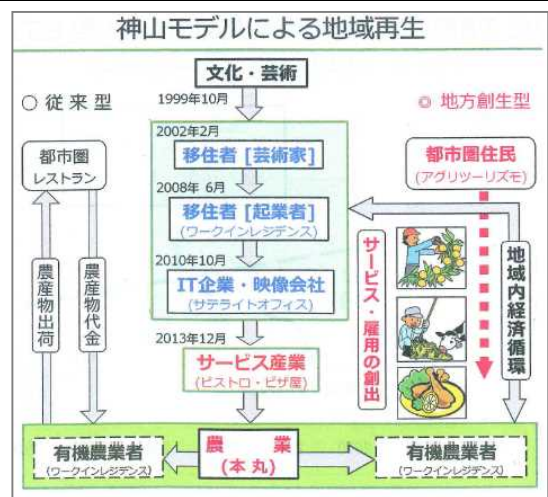 神山モデルによる地域再生
文化・芸術
1999年10月
○ 従来型
◎ 地方創生型
2002年2月
移住者 [芸術家]
2008年 6月
移住者 [起業者]
(ワークインレジデンス)
2010年10月
IT企業・映像会社
(サテライトオフィス)
2013年12月
サービス産業
(ビストロ・ピザ屋)
都市圏
レストラン
農産物出荷
農産物代金
都市圏住民
(アグリツーリズモ)
サービス・雇用の創出
地域内経済循環
有機農業者
(ワークインレジデンス)
農 業
(本丸)
有機農業者
(ワークインレジデンス)